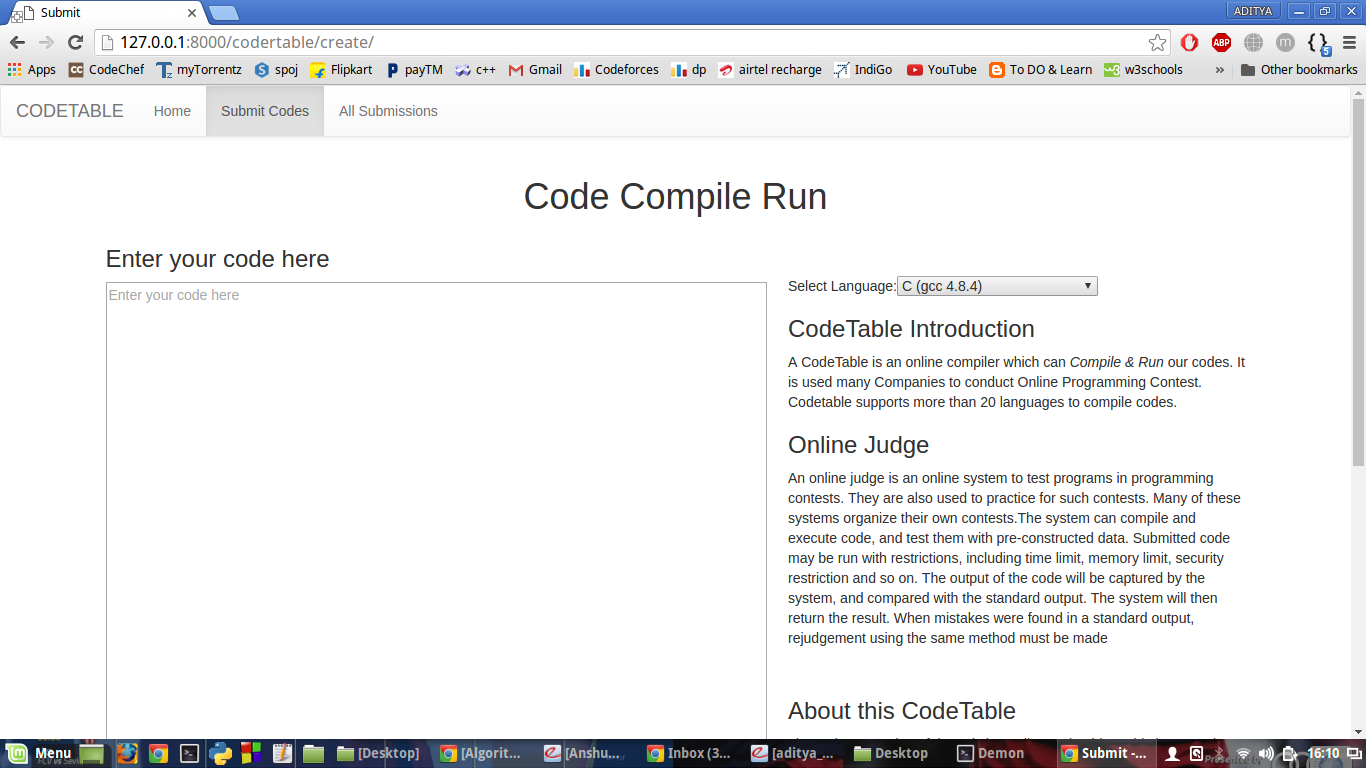 Submit
ADITYA
127.0.0.1:8000/codertable/create/
ABP
m
5
Apps CodeChef myTorrentz spoj Flipkart payTM c++ Gmail Codeforces dp airtel recharge IndiGo YouTube To DO & Learn w3schools » Other bookmarks
CODETABLE Home Submit Codes All Submissions
Code Compile Run
Enter your code here
Enter your code here
Select Language: C (gcc 4.8.4)
CodeTable Introduction
A CodeTable is an online compiler which can Compile & Run our codes. It
is used many Companies to conduct Online Programming Contest.
Codetable supports more than 20 languages to compile codes.
Online Judge
An online judge is an online system to test programs in programming
contests. They are also used to practice for such contests. Many of these
systems organize their own contests.The system can compile and
execute code, and test them with pre-constructed data. Submitted code
may be run with restrictions, including time limit, memory limit, security
restriction and so on. The output of the code will be captured by the
system, and compared with the standard output. The system will then
return the result. When mistakes were found in a standard output,
rejudgement using the same method must be made
About this CodeTable
Menu [Desktop] [Algorit... [Anshu... Inbox (3... [aditya_... Desktop Demon Submit -... 16:10